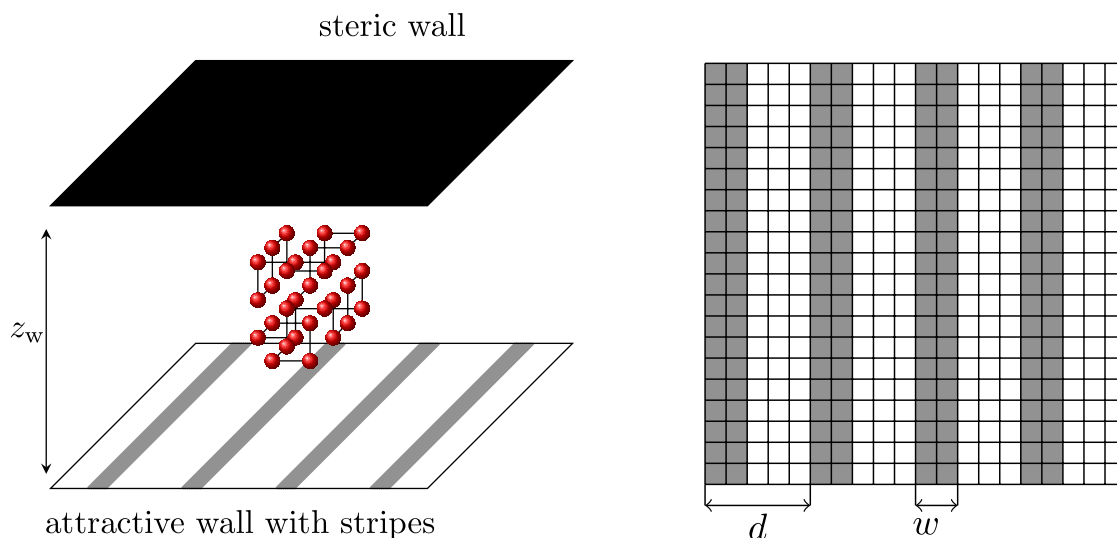 steric wall
z_w
attractive wall with stripes
d
w